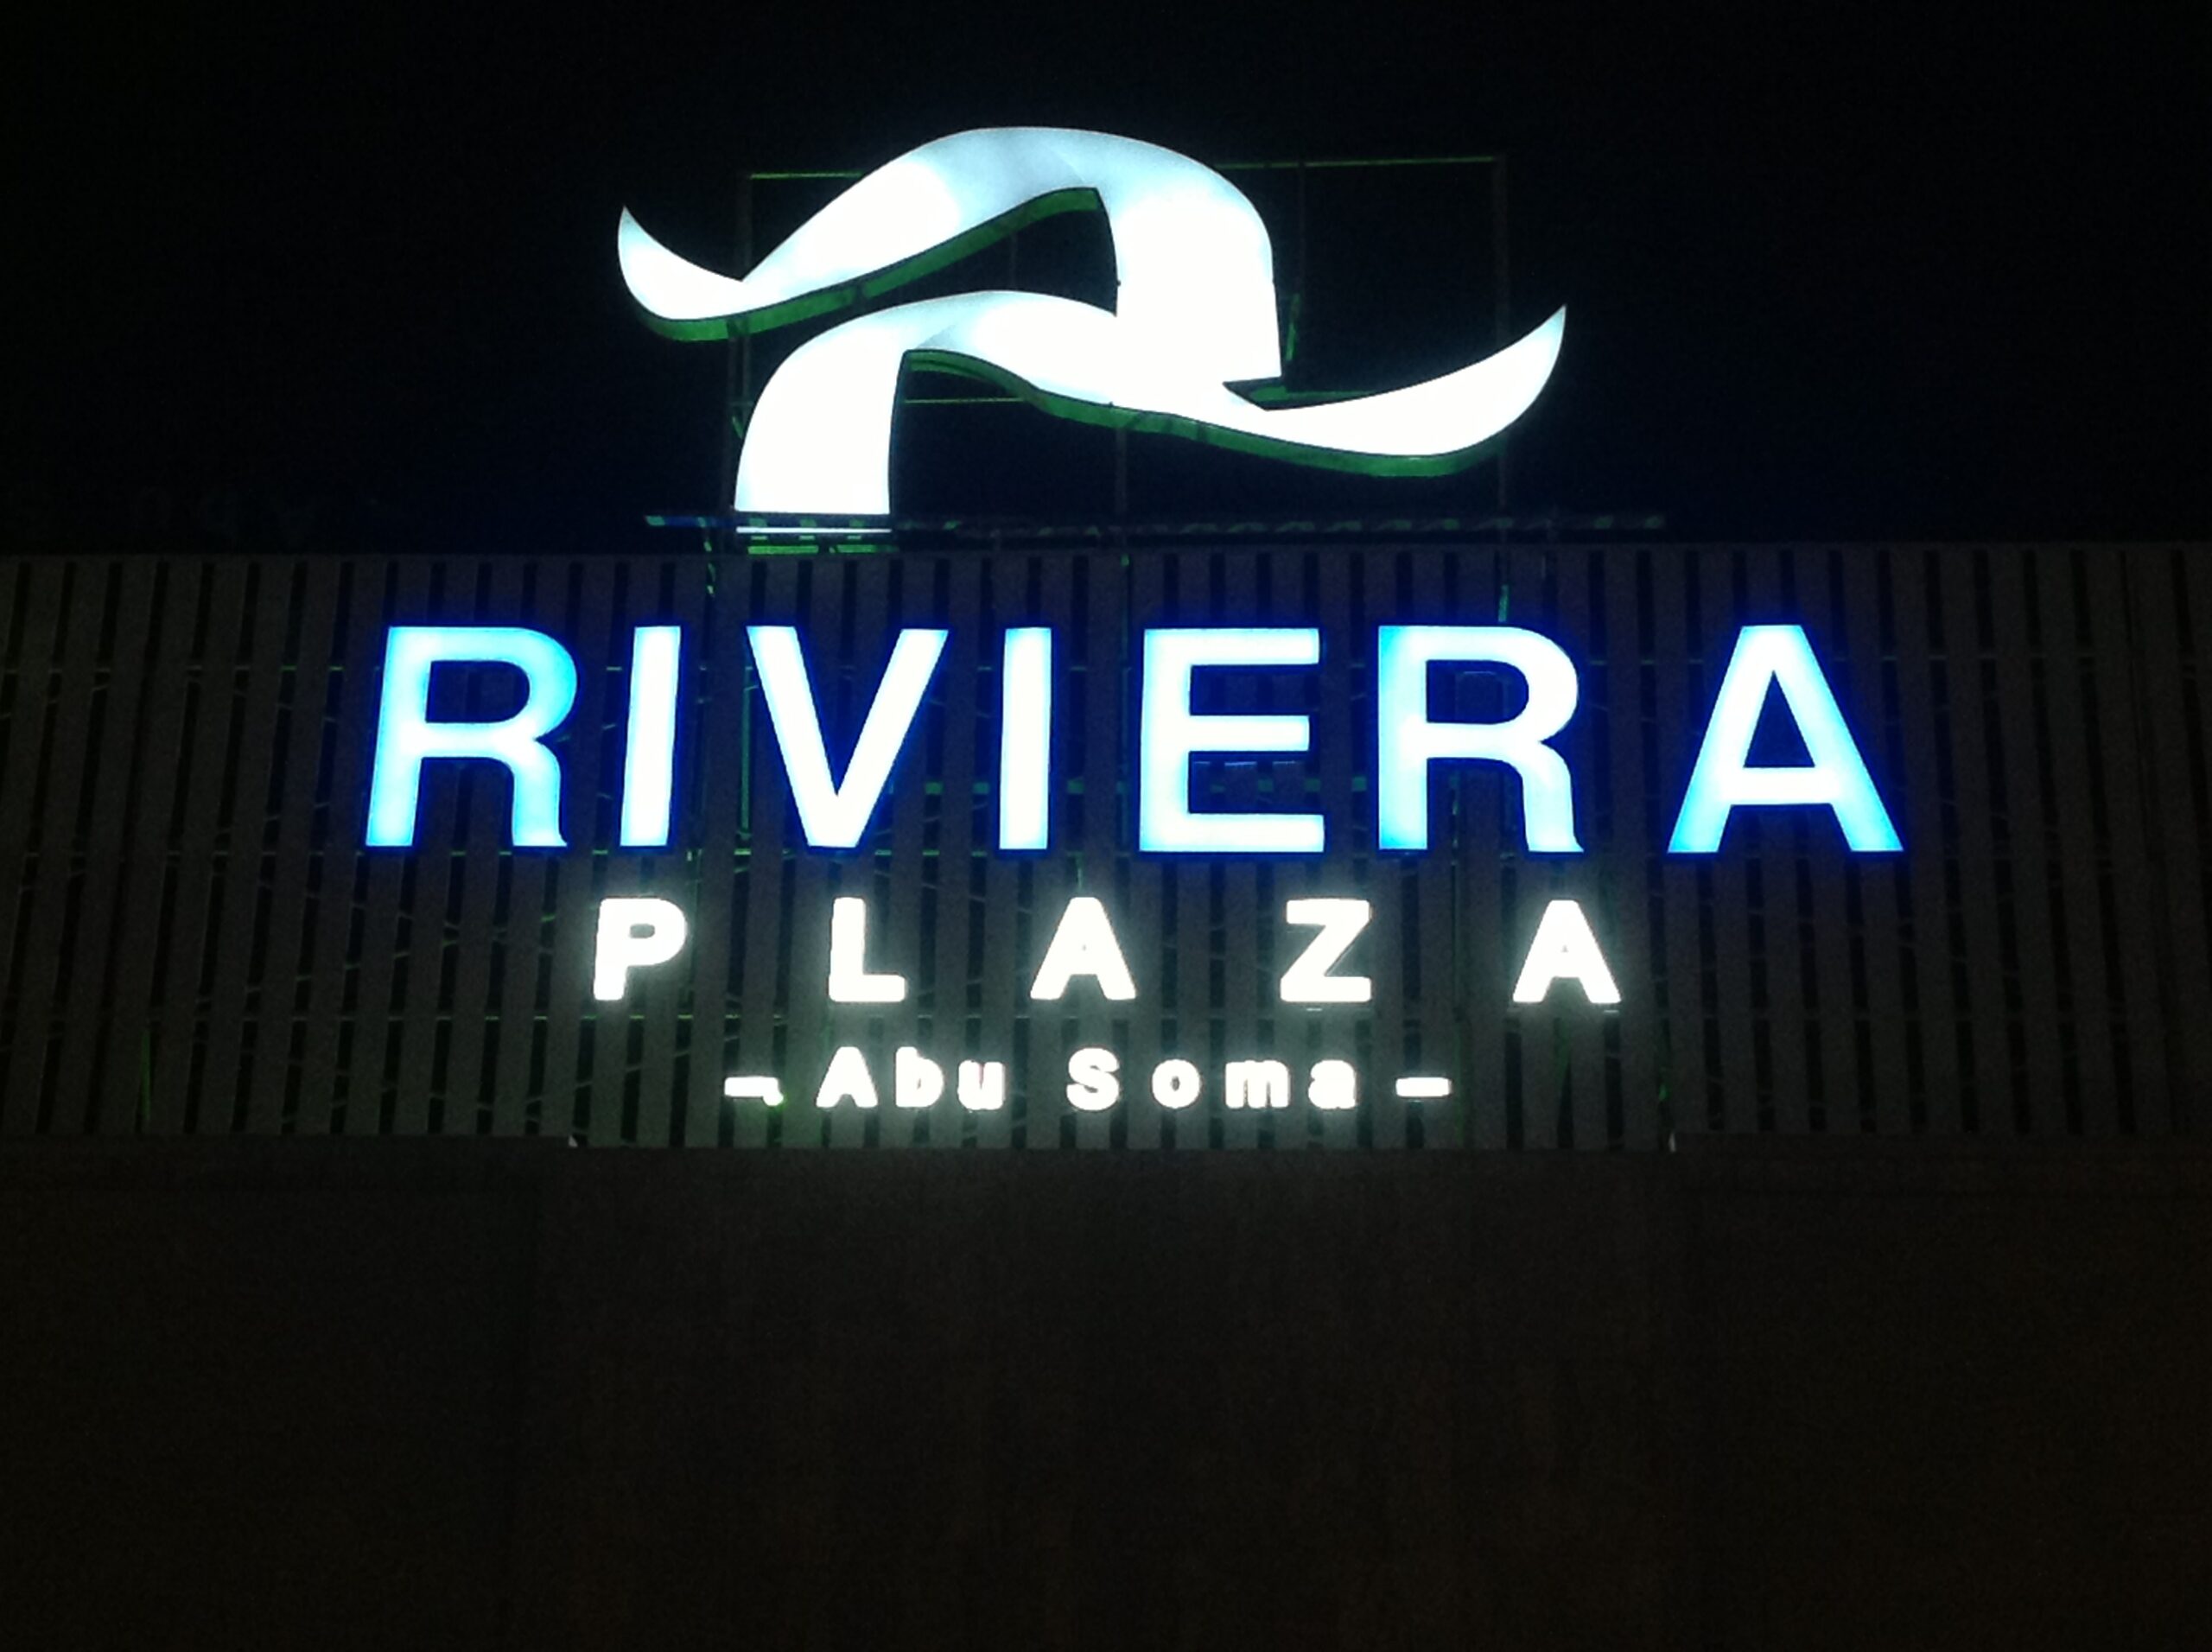 RIVIERA
PLAZA
- Abu Soma -